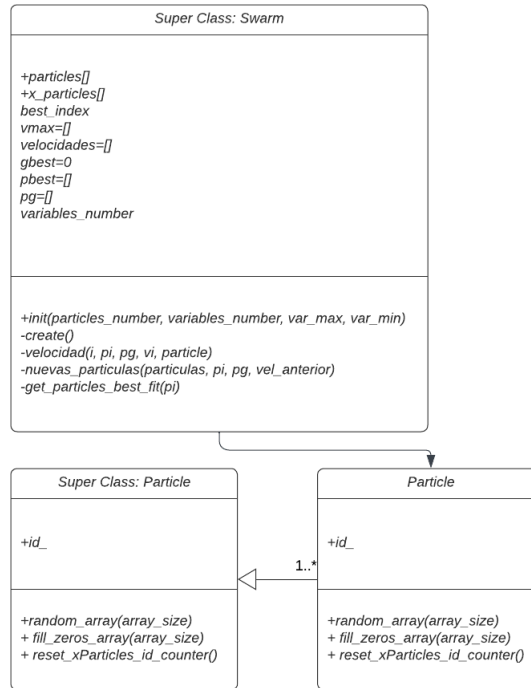 Super Class: Swarm
+particles[]
+x_particles[]
best_index
vmax=[]
velocidades=[]
gbest=0
pbest=[]
pg=[]
variables_number
+init(particles_number, variables_number, var_max, var_min)
-create()
-velocidad(i, pi, pg, vi, particle)
-nuevas_particulas(particulas, pi, pg, vel_anterior)
-get_particles_best_fit(pi)
Super Class: Particle
+id_
+random_array(array_size)
+ fill_zeros_array(array_size)
+ reset_xParticles_id_counter()
1..*
Particle
+id_
+random_array(array_size)
+ fill_zeros_array(array_size)
+ reset_xParticles_id_counter()